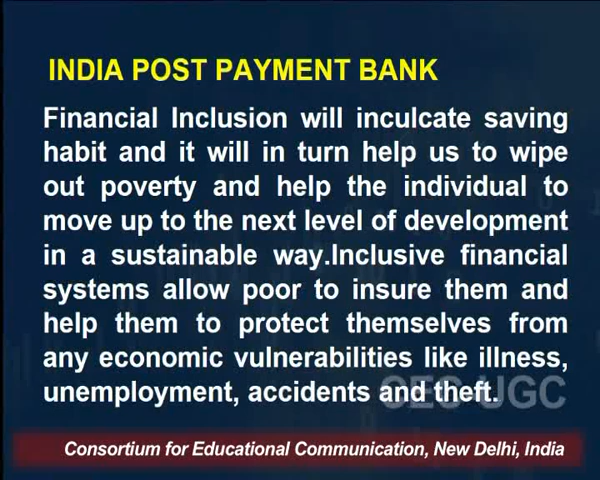 INDIA POST PAYMENT BANK
Financial Inclusion will inculcate saving
habit and it will in turn help us to wipe
out poverty and help the individual to
move up to the next level of development
in a sustainable way.Inclusive financial
systems allow poor to insure them and
help them to protect themselves from
any economic vulnerabilities like illness,
unemployment, accidents and theft.
CEC UGC
Consortium for Educational Communication, New Delhi, India